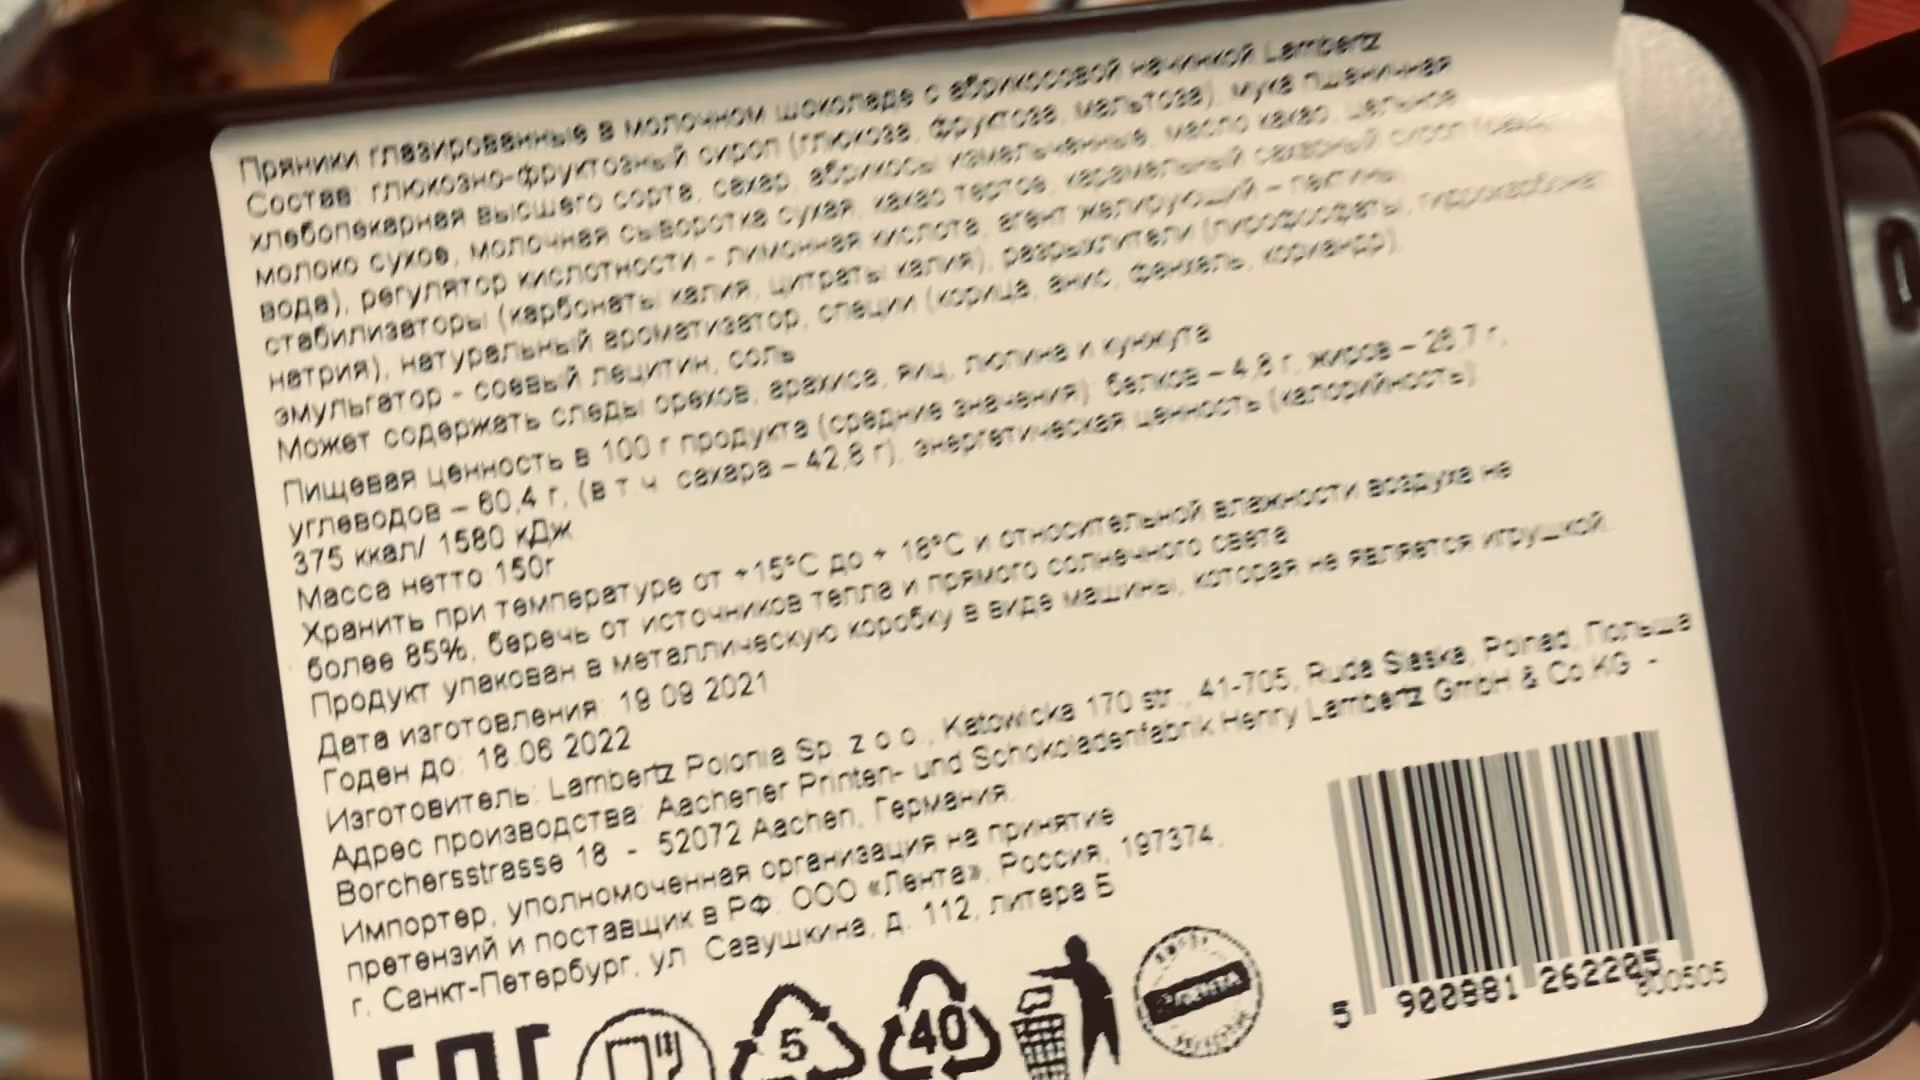 Пряники глазированные в молочном шоколаде с абрикосовой начинкой Lambertz
Состав: глюкозно-фруктозный сироп (глюкоза, фруктоза, мальтоза), мука пшеничная
хлебопекарная высшего сорта, сахар, абрикосы измельченные, масло какао, цельное
молоко сухое, молочная сыворотка сухая, какао тертое, карамельный сахарный сироп (сахар,
вода), регулятор кислотности - лимонная кислота, агент желирующий – пектины,
стабилизаторы (карбонаты калия, цитраты калия), разрыхлители (пирофосфаты, гидрокарбонат
натрия), натуральный ароматизатор, специи (корица, анис, фенхель, кориандр),
эмульгатор - соевый лецитин, соль
Может содержать следы орехов, арахиса, яиц, люпина и кунжута
Пищевая ценность в 100 г продукта (средние значения): белков – 4,8 г, жиров – г,
углеводов – 60,4 г, (в т.ч. сахара – 42,8 г), энергетическая ценность (калорийность):
375 ккал/ 1580 кДж
Масса нетто 150г
Хранить при температуре от +15°С до + 18°С и относительной влажности воздуха не
более 85%, беречь от источников тепла и прямого солнечного света
Продукт упакован в металлическую коробку в виде машины, которая не является игрушкой.
Дата изготовления: 19.09.2021
Годен до: 18.06.2022
Изготовитель: Lambertz Polonia Sp. z o.o., Katowicka 170 str., 41-705, Ruda Slaska, Polnad, Польша
Адрес производства: Aachener Printen- und Schokoladenfabrik Henry Lambertz GmbH & Co KG -
Borchersstrasse 18 - 52072 Aachen, Германия.
Импортер, уполномоченная организация на принятие
претензий и поставщик в РФ: ООО «Лента», Россия, 197374,
г. Санкт-Петербург, ул. Савушкина, д. 112, литера Б
5
40
ЛЕНТА
5 900881 262205
600505